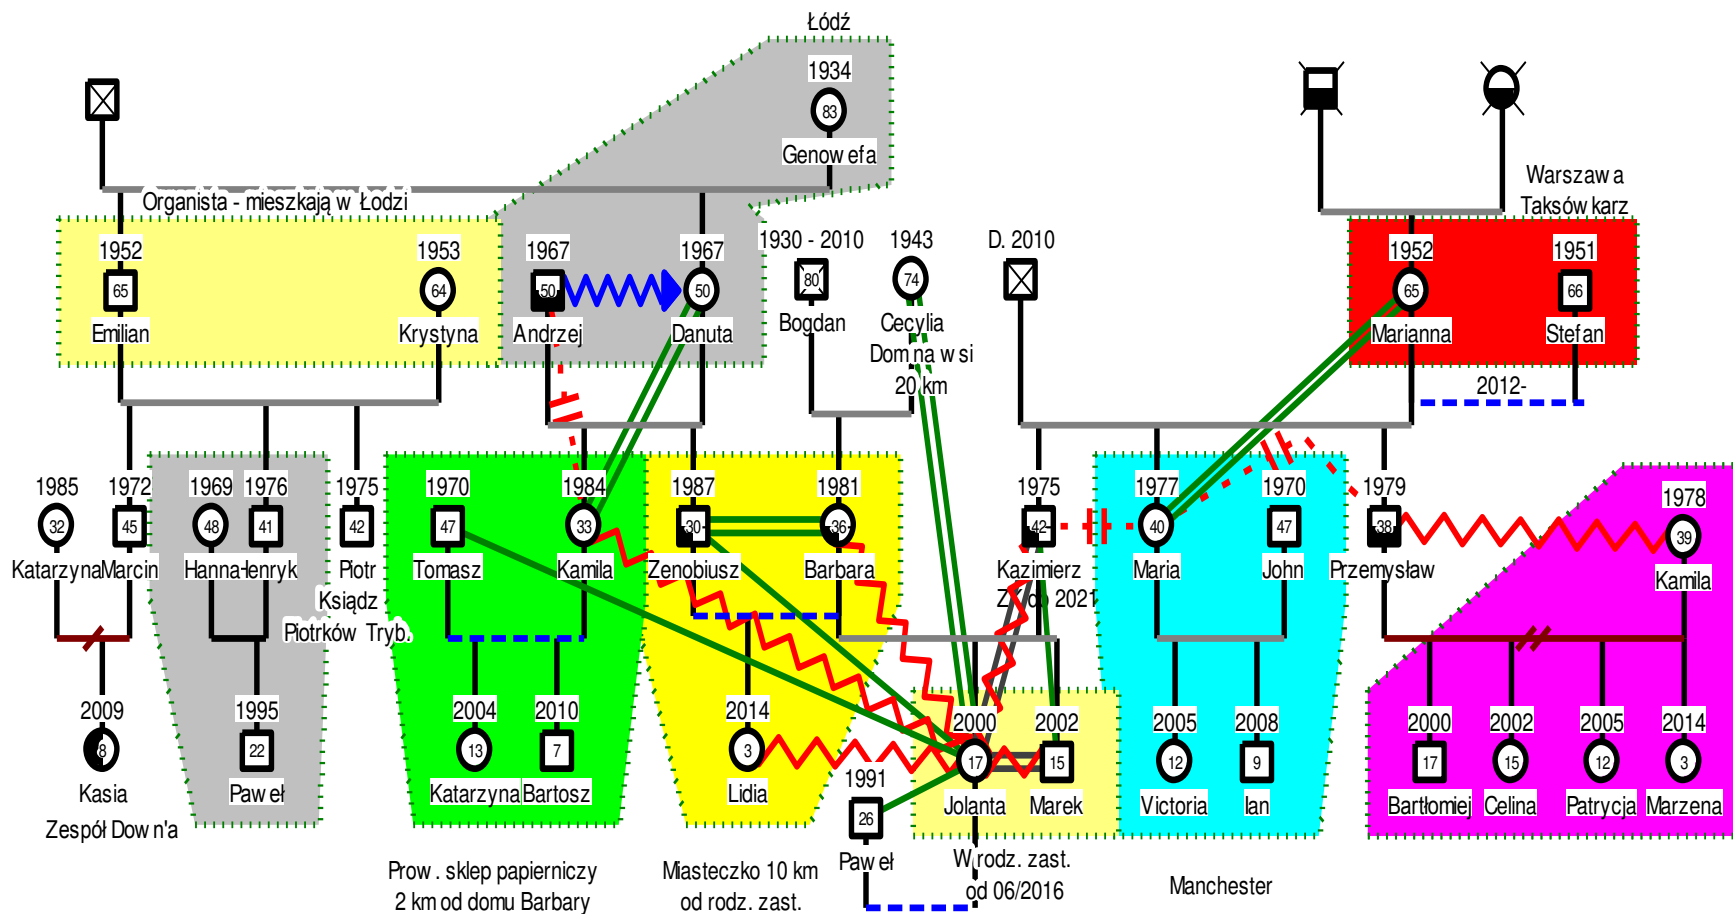 Łódź
1934
83
Genowefa
Organista - mieszkają w Łodzi
Warszawa
Taksówkarz
1952
65
Emilian
1953
64
Krystyna
1967
50
Andrzej
1967
50
Danuta
1930 - 2010
80
Bogdan
1943
74
Cecylia
Dom na wsi
20 km
D. 2010
1952
65
Marianna
1951
66
Stefan
2012-
1985
32
Katarzyna
1972
45
Marcin
1969
48
Hanna
1976
41
Henryk
1975
42
Piotr
Ksiądz
Piotrków Tryb.
1970
47
Tomasz
1984
33
Kamila
1987
30
Zenobiusz
1981
36
Barbara
1975
42
Kazimierz
ZK do 2021
1977
40
Maria
1970
47
John
1979
38
Przemysław
1978
39
Kamila
2009
8
Kasia
Zespół Down'a
1995
22
Paweł
2004
13
Katarzyna
2010
7
Bartosz
2014
3
Lidia
1991
26
Paweł
2000
17
Jolanta
2002
15
Marek
2005
12
Victoria
2008
9
Ian
2000
17
Bartłomiej
2002
15
Celina
2005
12
Patrycja
2014
3
Marzena
Prow. sklep papierniczy
2 km od domu Barbary
Miasteczko 10 km
od rodz. zast.
W rodz. zast.
od 06/2016
Manchester